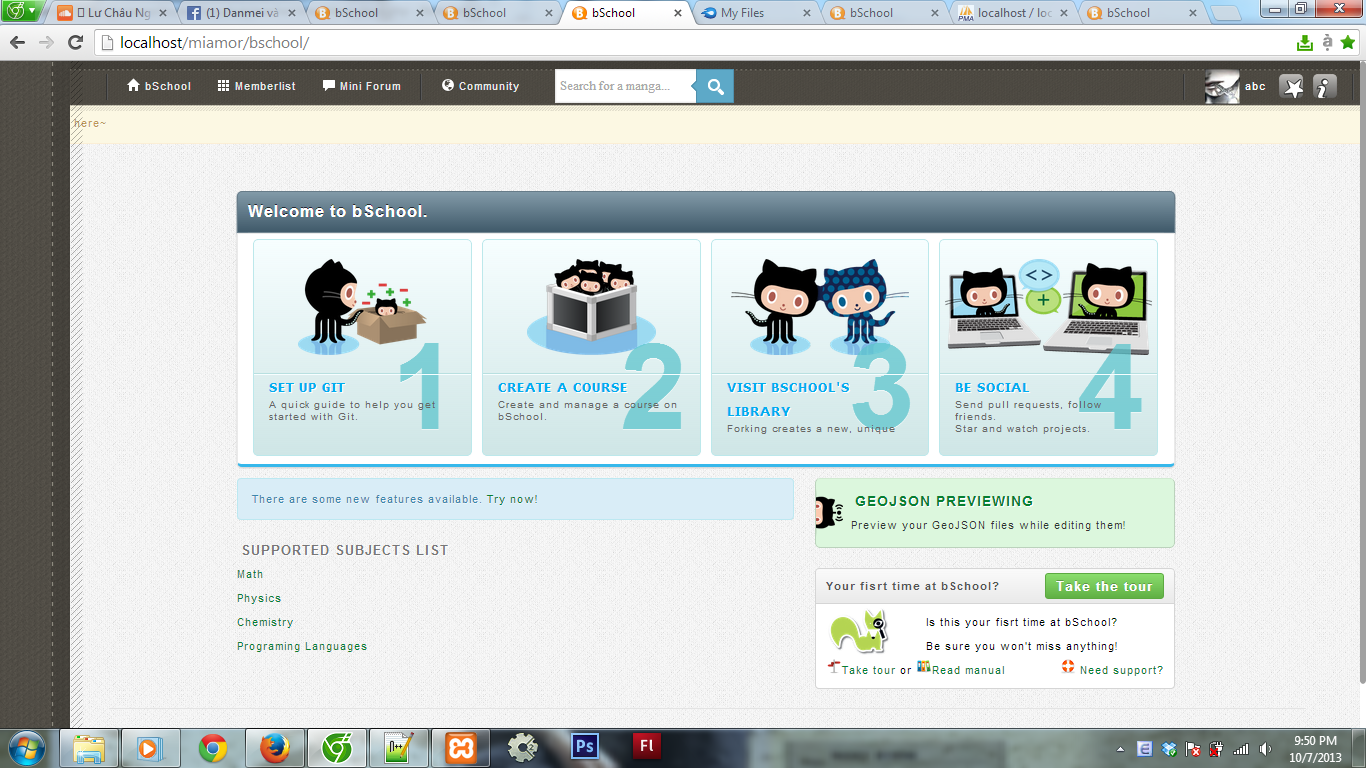 Lư Châu Ng
(1) Danmei và
bSchool
bSchool
bSchool
My Files
bSchool
localhost / loc
bSchool
localhost/miamor/bschool/
bSchool
Memberlist
Mini Forum
Community
Search for a manga...
abc
here~
Welcome to bSchool.
1
SET UP GIT
A quick guide to help you get
started with Git.
2
CREATE A COURSE
Create and manage a course on
bSchool.
3
VISIT BSCHOOL'S
LIBRARY
Forking creates a new, unique
<> +
4
BE SOCIAL
Send pull requests, follow
friends.
Star and watch projects.
There are some new features available. Try now!
GEOJSON PREVIEWING
Preview your GeoJSON files while editing them!
SUPPORTED SUBJECTS LIST
Math
Physics
Chemistry
Programing Languages
Your fisrt time at bSchool?
Take the tour
Is this your fisrt time at bSchool?
Be sure you won't miss anything!
Take tour or Read manual
Need support?
Ps
Fl
9:50 PM
10/7/2013